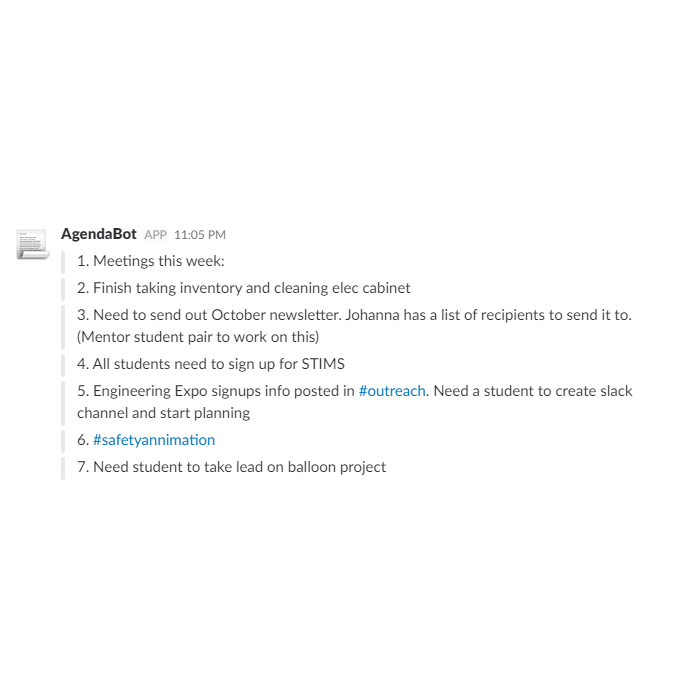 AgendaBot APP 11:05 PM
1. Meetings this week:
2. Finish taking inventory and cleaning elec cabinet
3. Need to send out October newsletter. Johanna has a list of recipients to send it to.
(Mentor student pair to work on this)
4. All students need to sign up for STIMS
5. Engineering Expo signups info posted in #outreach. Need a student to create slack
channel and start planning
6. #safetyannimation
7. Need student to take lead on balloon project